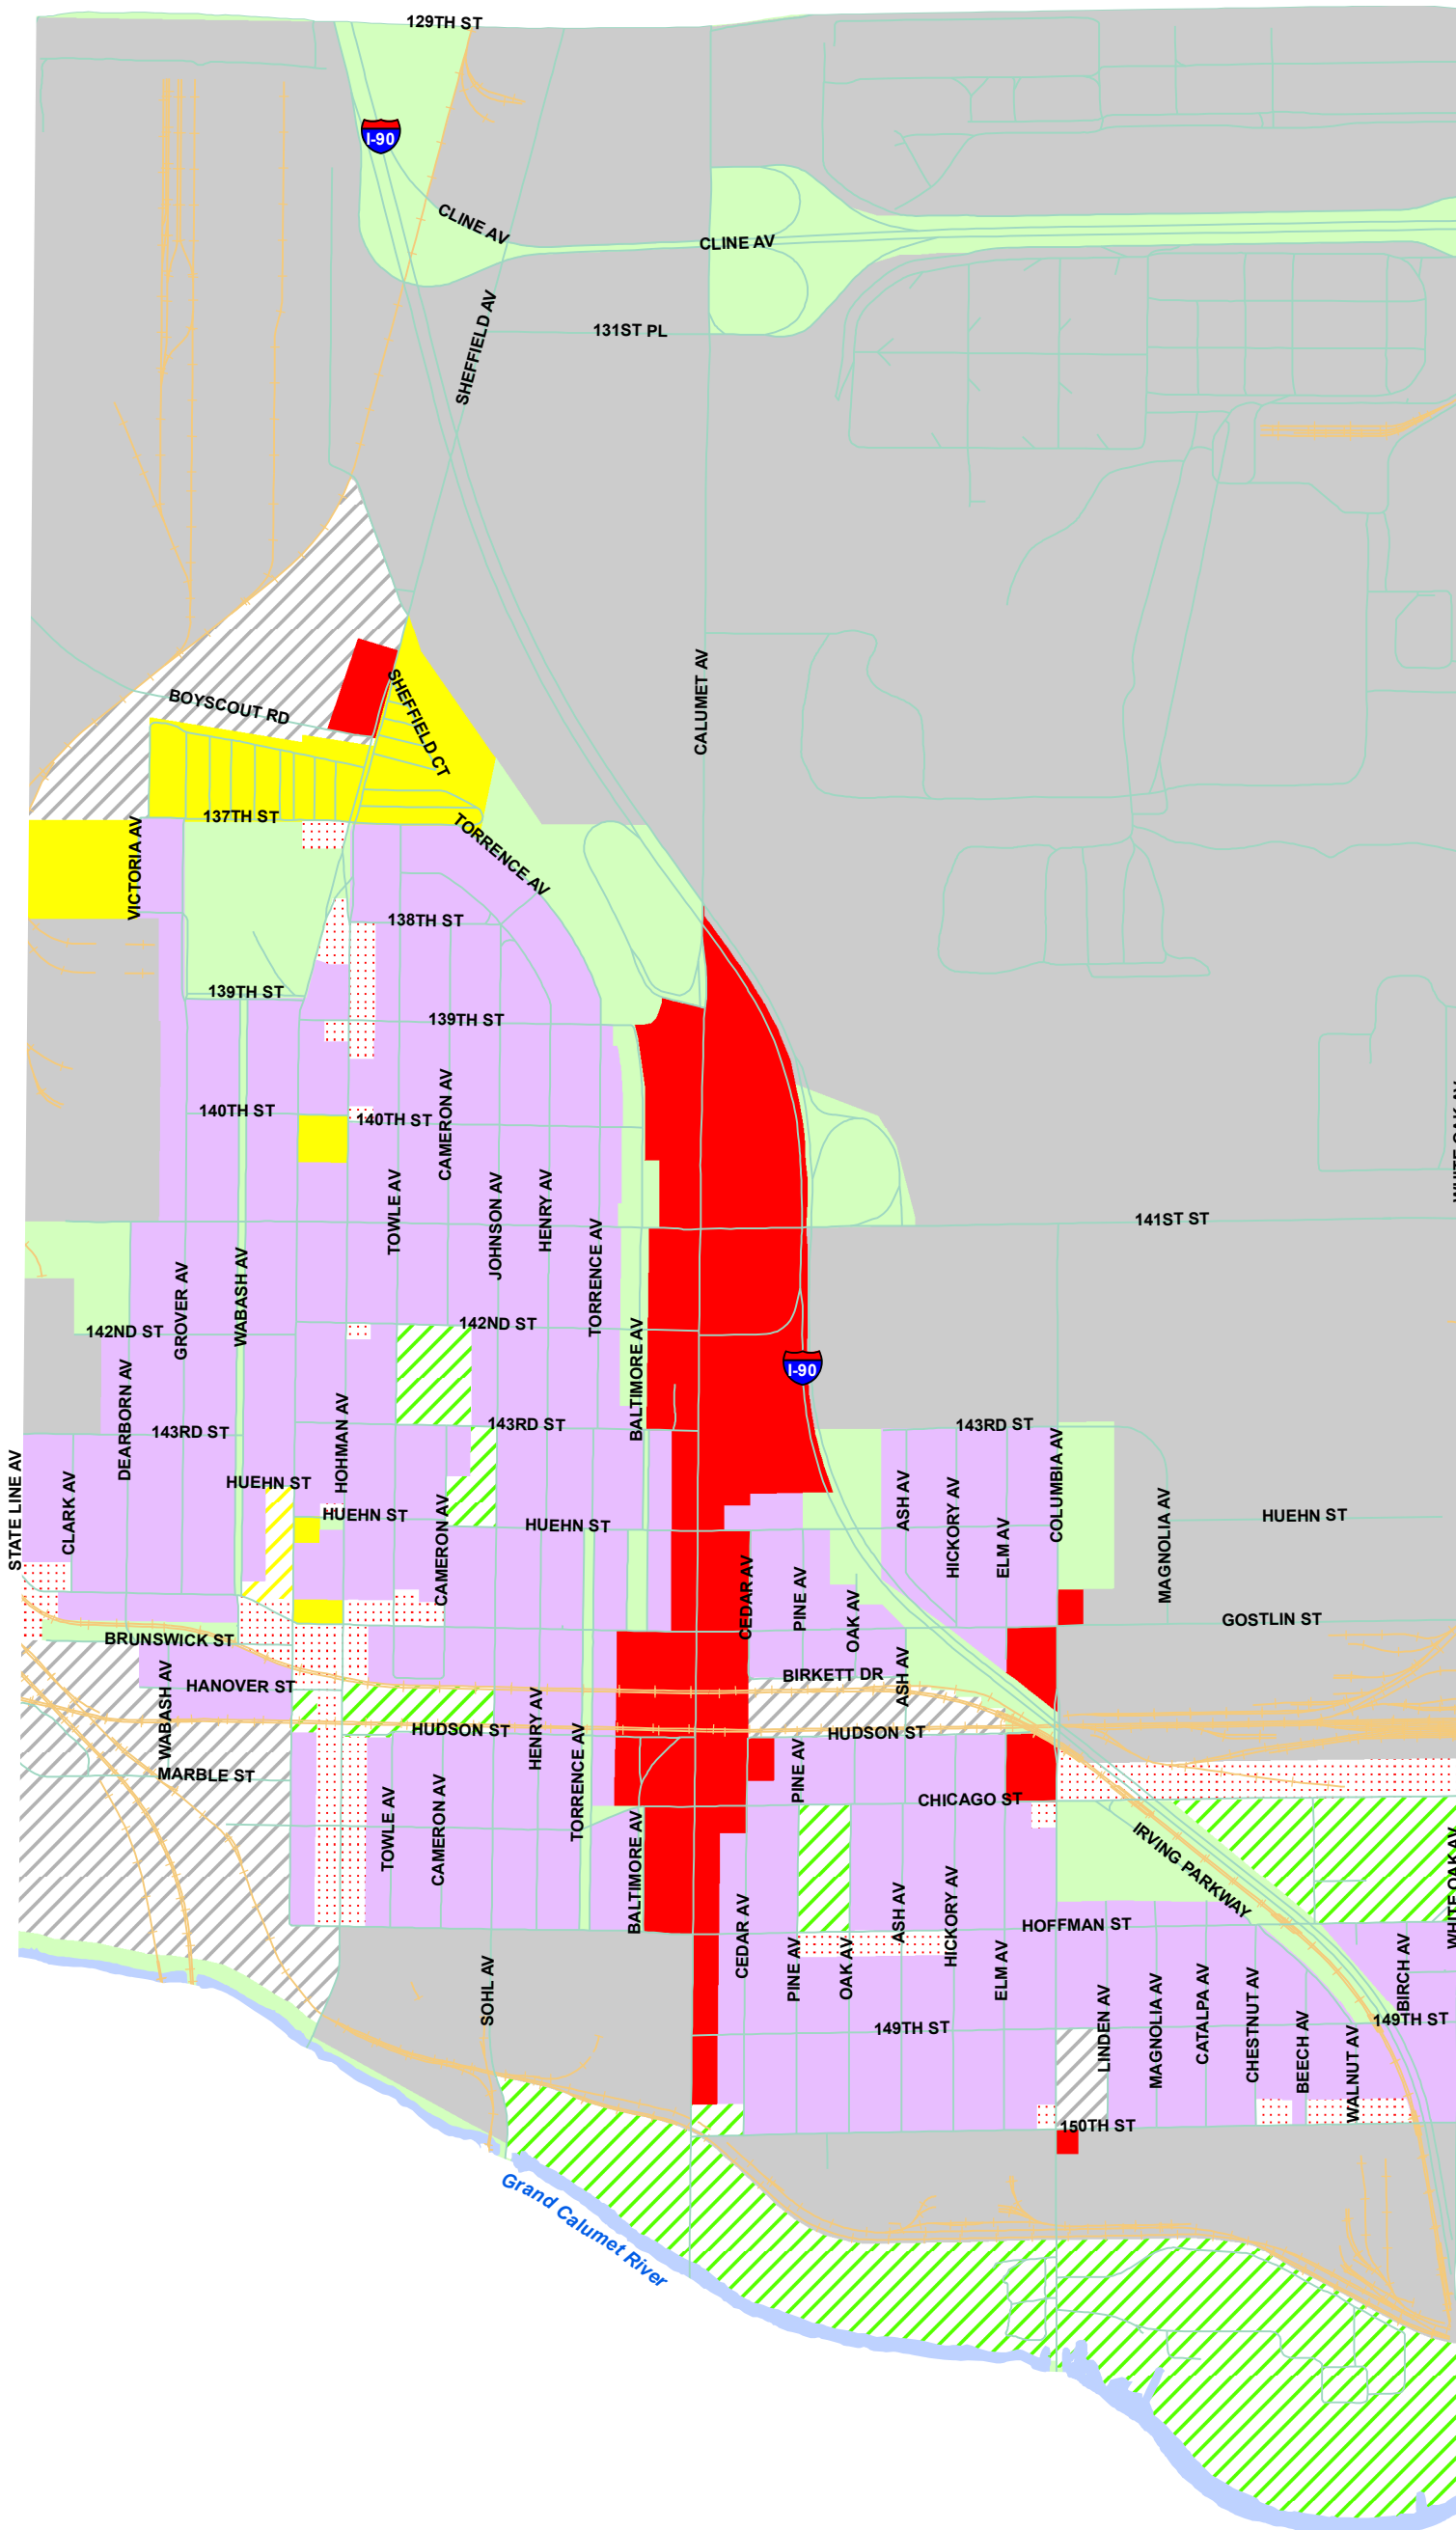 129TH ST
I-90
CLINE AV
CLINE AV
SHEFFIELD AV
131ST PL
CALUMET AV
BOYSCOUT RD
SHEFFIELD CT
137TH ST
VICTORIA AV
TORRENCE AV
138TH ST
139TH ST
139TH ST
WHITE OAK AV
140TH ST
140TH ST
CAMERON AV
TOWLE AV
JOHNSON AV
HENRY AV
TORRENCE AV
141ST ST
GROVER AV
WABASH AV
142ND ST
142ND ST
BALTIMORE AV
I-90
DEARBORN AV
HOHMAN AV
143RD ST
143RD ST
143RD ST
STATE LINE AV
CLARK AV
HUEHN ST
HUEHN ST
HUEHN ST
CAMERON AV
ASH AV
HICKORY AV
ELM AV
COLUMBIA AV
MAGNOLIA AV
HUEHN ST
CEDAR AV
PINE AV
OAK AV
GOSTLIN ST
BRUNSWICK ST
WABASH AV
HANOVER ST
BIRKETT DR
ASH AV
HUDSON ST
HENRY AV
HUDSON ST
TORRENCE AV
PINE AV
MARBLE ST
TOWLE AV
CAMERON AV
CHICAGO ST
BALTIMORE AV
IRVING PARKWAY
WHITE OAK AV
CEDAR AV
ASH AV
HICKORY AV
HOFFMAN ST
PINE AV
OAK AV
ELM AV
SOHL AV
BIRCH AV
149TH ST
149TH ST
LINDEN AV
MAGNOLIA AV
CATALPA AV
CHESTNUT AV
BEECH AV
WALNUT AV
150TH ST
Grand Calumet River